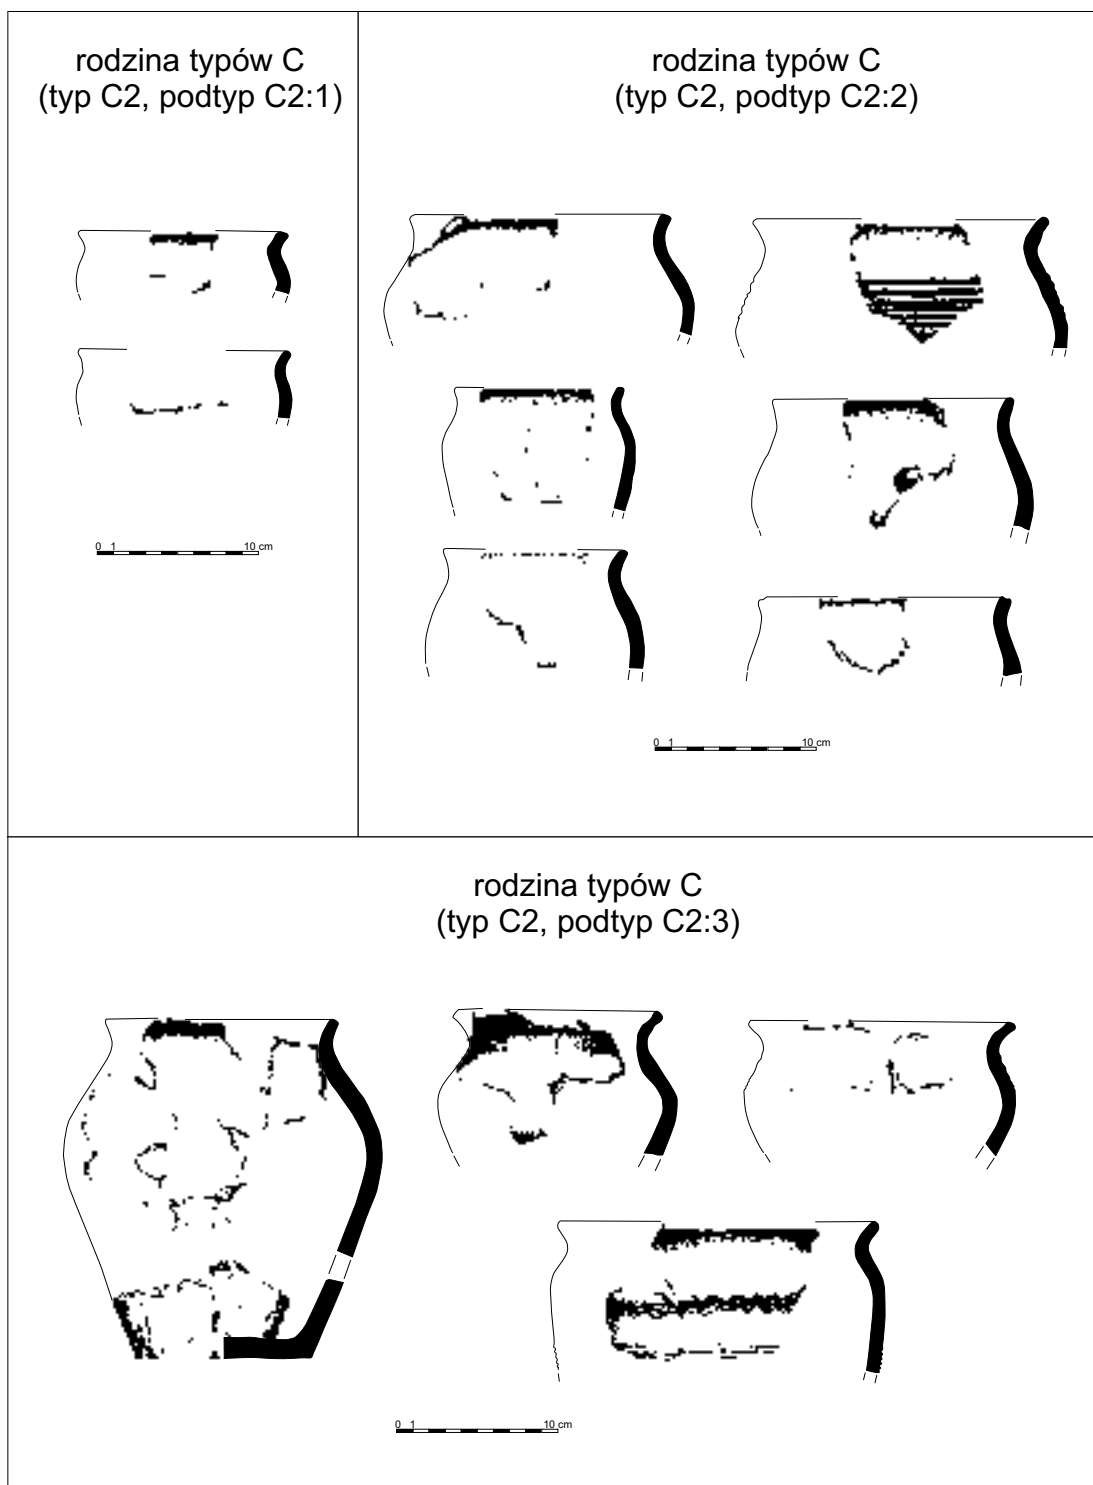 rodzina typów C
(typ C2, podtyp C2:1)
rodzina typów C
(typ C2, podtyp C2:2)
0 1 10 cm
0 1 10 cm
rodzina typów C
(typ C2, podtyp C2:3)
0 1 10 cm